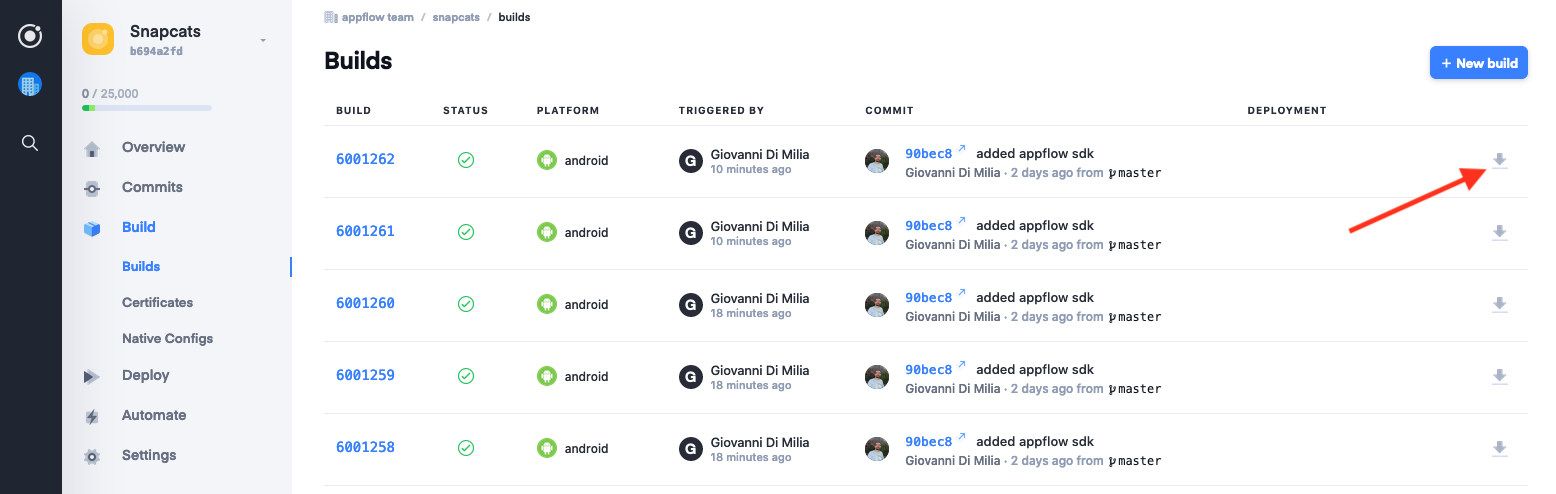 Snapcats
b694a2fd
0 / 25,000
Overview
Commits
Build
Builds
Certificates
Native Configs
Deploy
Automate
Settings
appflow team / snapcats / builds
Builds
+ New build
BUILD STATUS PLATFORM TRIGGERED BY COMMIT DEPLOYMENT
6001262 android G Giovanni Di Milia 90bec8 added appflow sdk
10 minutes ago Giovanni Di Milia · 2 days ago from master
6001261 android G Giovanni Di Milia 90bec8 added appflow sdk
10 minutes ago Giovanni Di Milia · 2 days ago from master
6001260 android G Giovanni Di Milia 90bec8 added appflow sdk
18 minutes ago Giovanni Di Milia · 2 days ago from master
6001259 android G Giovanni Di Milia 90bec8 added appflow sdk
18 minutes ago Giovanni Di Milia · 2 days ago from master
6001258 android G Giovanni Di Milia 90bec8 added appflow sdk
18 minutes ago Giovanni Di Milia · 2 days ago from master